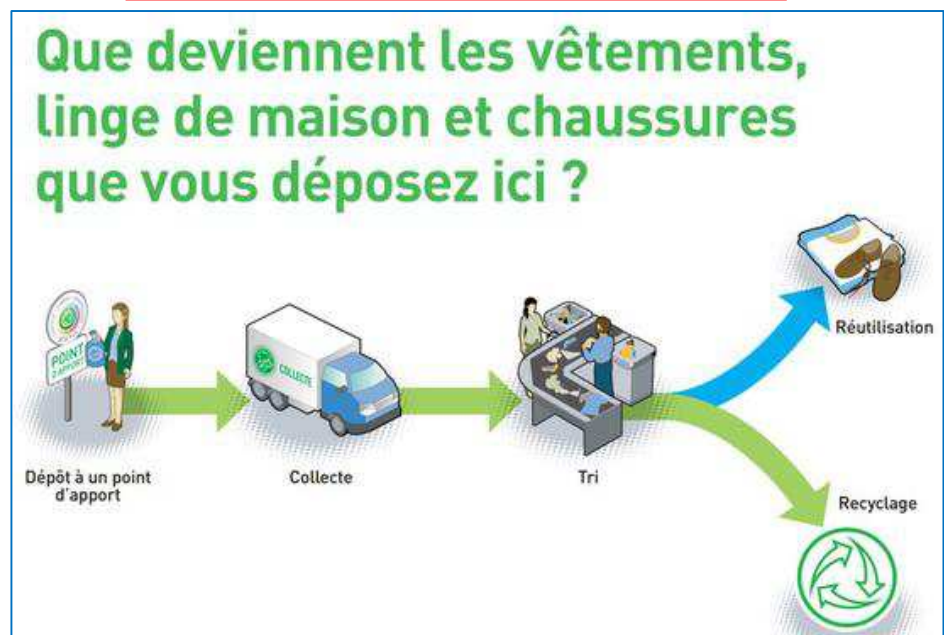 Que deviennent les vêtements,
linge de maison et chaussures
que vous déposez ici ?
POINT
D'APPORT
COLLECTE
Réutilisation
Dépôt à un point
d'apport
Collecte
Tri
Recyclage